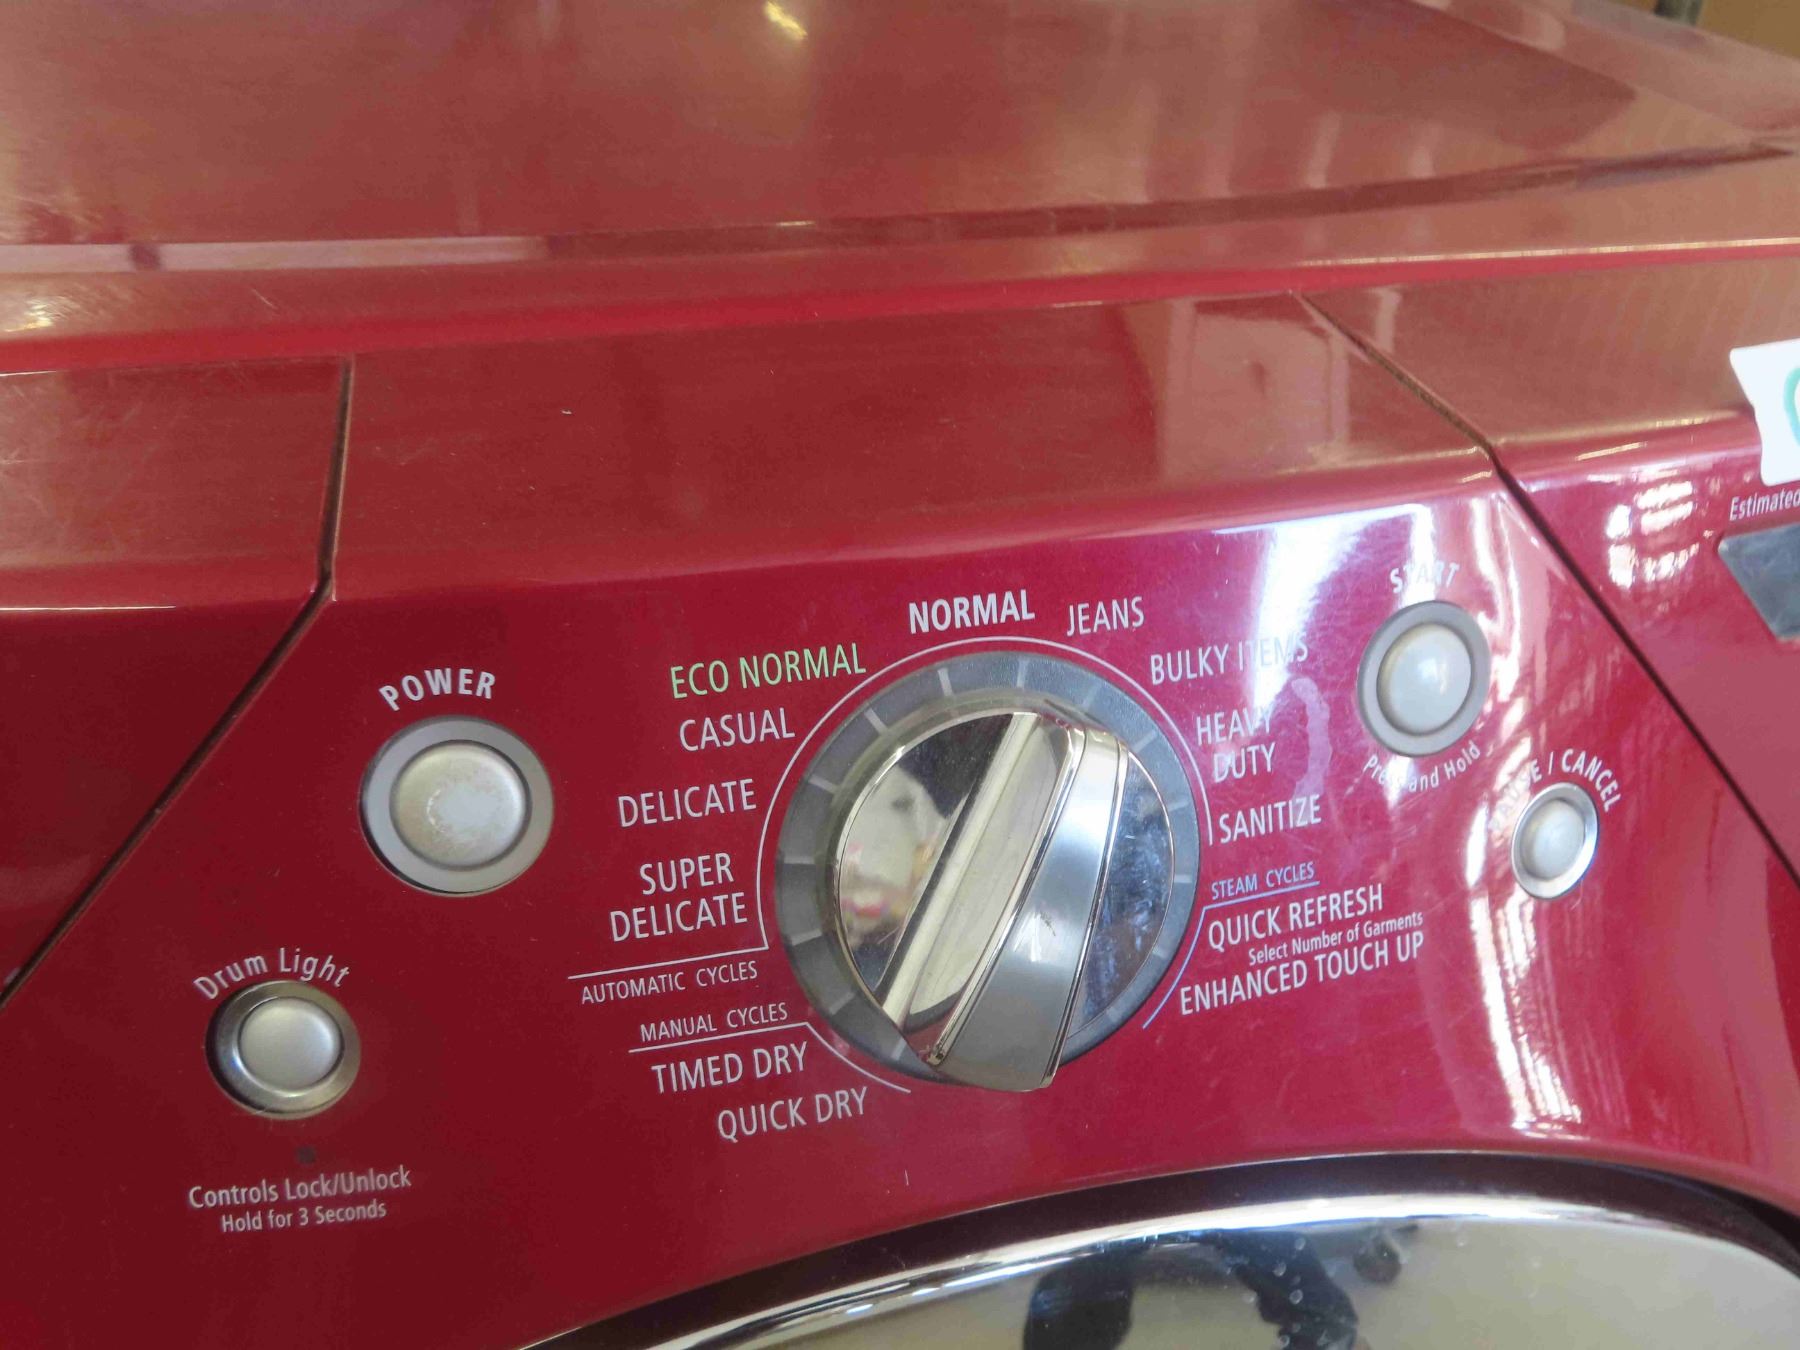 Estimated
START
Press and Hold
PAUSE / CANCEL
NORMAL
JEANS
ECO NORMAL
BULKY ITEMS
POWER
CASUAL
HEAVY
DUTY
DELICATE
SANITIZE
SUPER
DELICATE
STEAM CYCLES
QUICK REFRESH
Select Number of Garments
ENHANCED TOUCH UP
AUTOMATIC CYCLES
MANUAL CYCLES
TIMED DRY
QUICK DRY
Drum Light
Controls Lock/Unlock
Hold for 3 Seconds